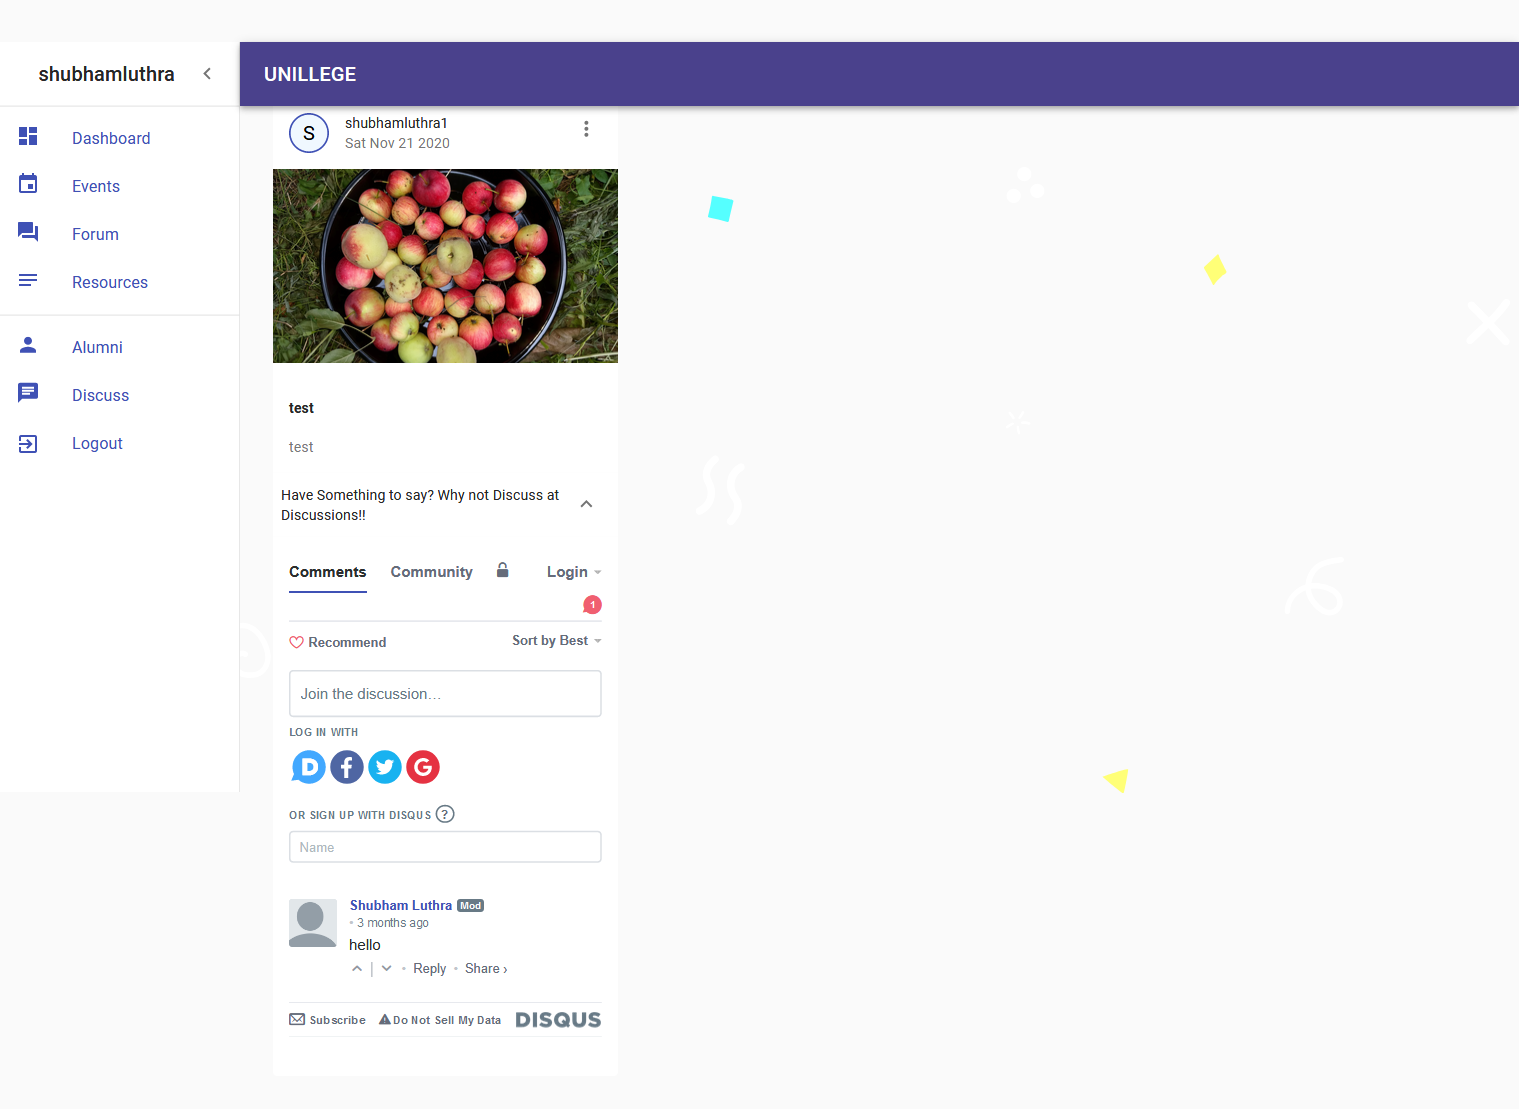 shubhamluthra
UNILLEGE
Dashboard
Events
Forum
Resources
Alumni
Discuss
Logout
S
shubhamluthra1
Sat Nov 21 2020
test
test
Have Something to say? Why not Discuss at
Discussions!!
Comments Community Login
1
Recommend Sort by Best
Join the discussion…
LOG IN WITH
D f G
OR SIGN UP WITH DISQUS ?
Name
Shubham Luthra Mod
• 3 months ago
hello
• Reply • Share ›
Subscribe Do Not Sell My Data DISQUS